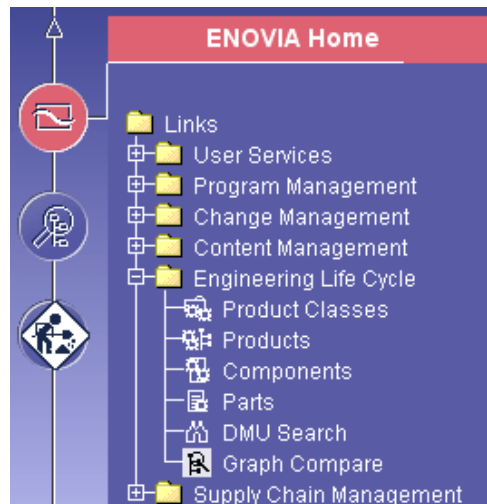 ENOVIA Home
Links
User Services
Program Management
Change Management
Content Management
Engineering Life Cycle
Product Classes
Products
Components
Parts
DMU Search
Graph Compare
Supply Chain Management